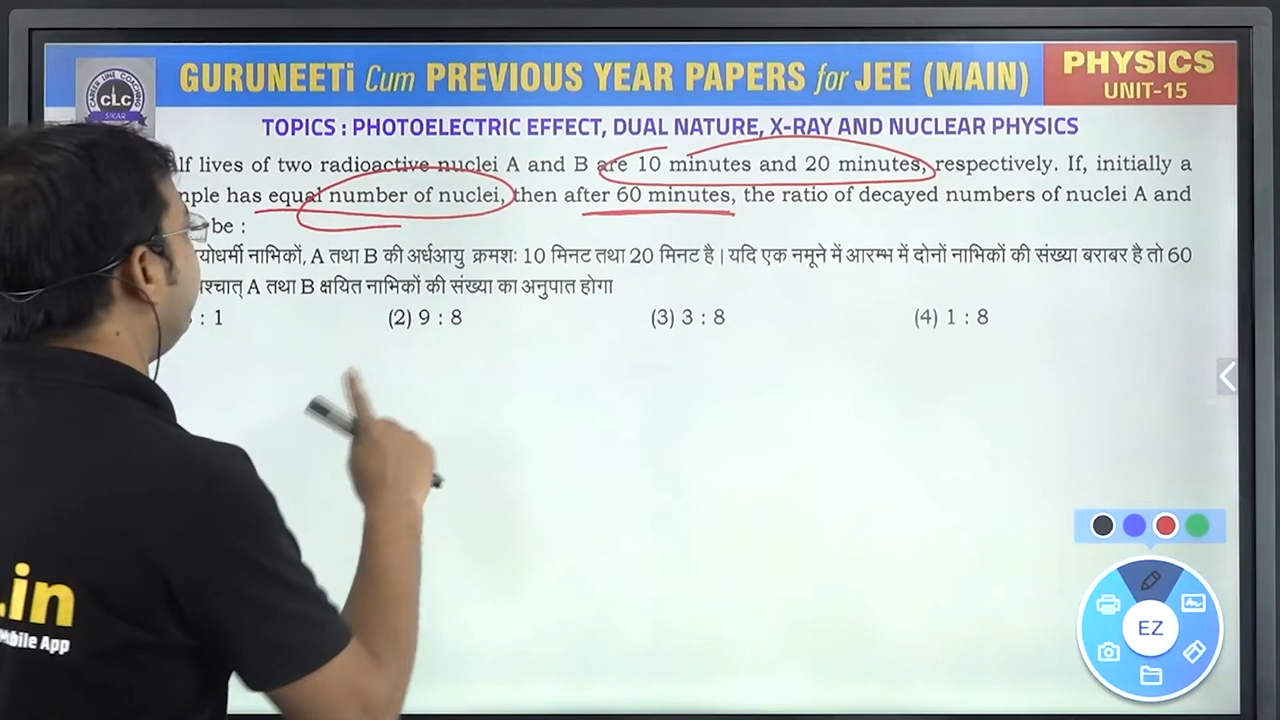 GURUNEETi Cum PREVIOUS YEAR PAPERS for JEE (MAIN)
PHYSICS
UNIT-15
CAREER LINE COACHING
CLC
SIKAR
TOPICS : PHOTOELECTRIC EFFECT, DUAL NATURE, X-RAY AND NUCLEAR PHYSICS
lives of two radioactive nuclei A and B are 10 minutes and 20 minutes, respectively. If, initially a
has equal number of nuclei, then after 60 minutes, the ratio of decayed numbers of nuclei A and
be :
नाभिकों, A तथा B की अर्धआयु क्रमशः 10 मिनट तथा 20 मिनट है। यदि एक नमूने में आरम्भ में दोनों नाभिकों की संख्या बराबर है तो 60
A तथा B क्षयित नाभिकों की संख्या का अनुपात होगा
: 1 (2) 9 : 8 (3) 3 : 8 (4) 1 : 8
EZ
.in
Mobile App